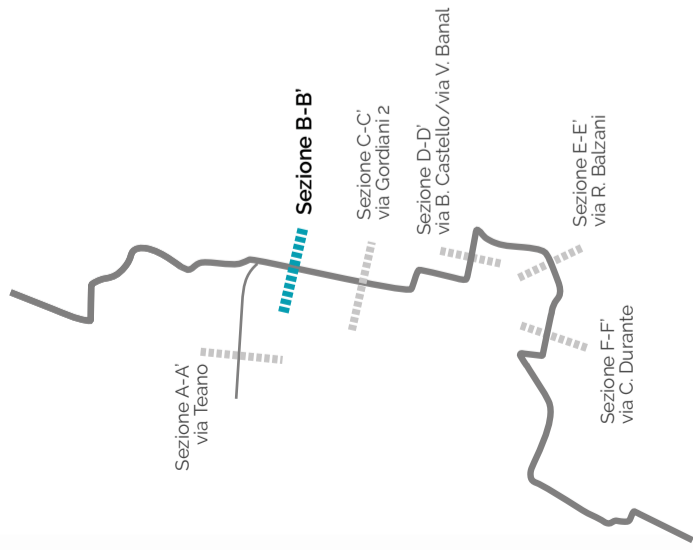 Sezione A-A'
via Teano
Sezione B-B'
Sezione C-C'
via Gordiani 2
Sezione D-D'
via B. Castello/via V. Banal
Sezione E-E'
via R. Balzani
Sezione F-F'
via C. Durante